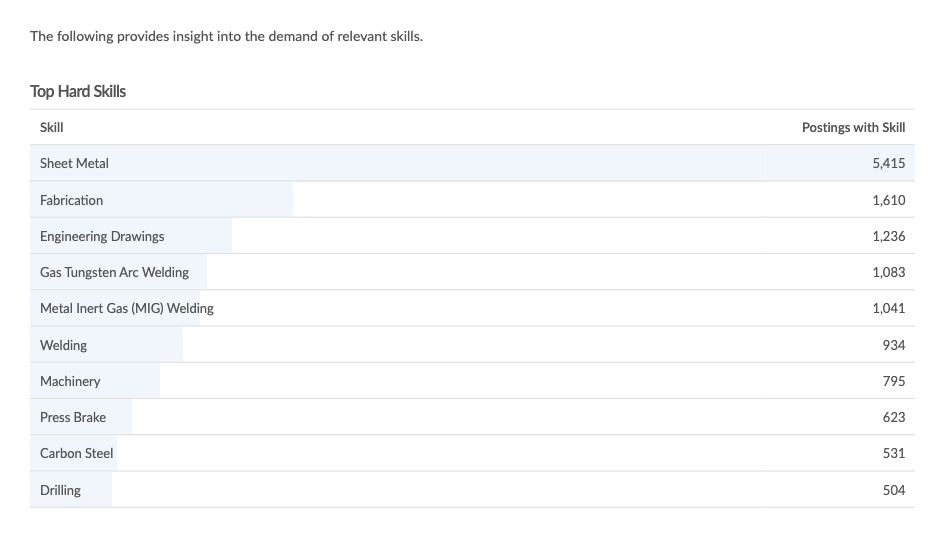 The following provides insight into the demand of relevant skills.
Top Hard Skills
Skill Postings with Skill
Sheet Metal 5,415
Fabrication 1,610
Engineering Drawings 1,236
Gas Tungsten Arc Welding 1,083
Metal Inert Gas (MIG) Welding 1,041
Welding 934
Machinery 795
Press Brake 623
Carbon Steel 531
Drilling 504